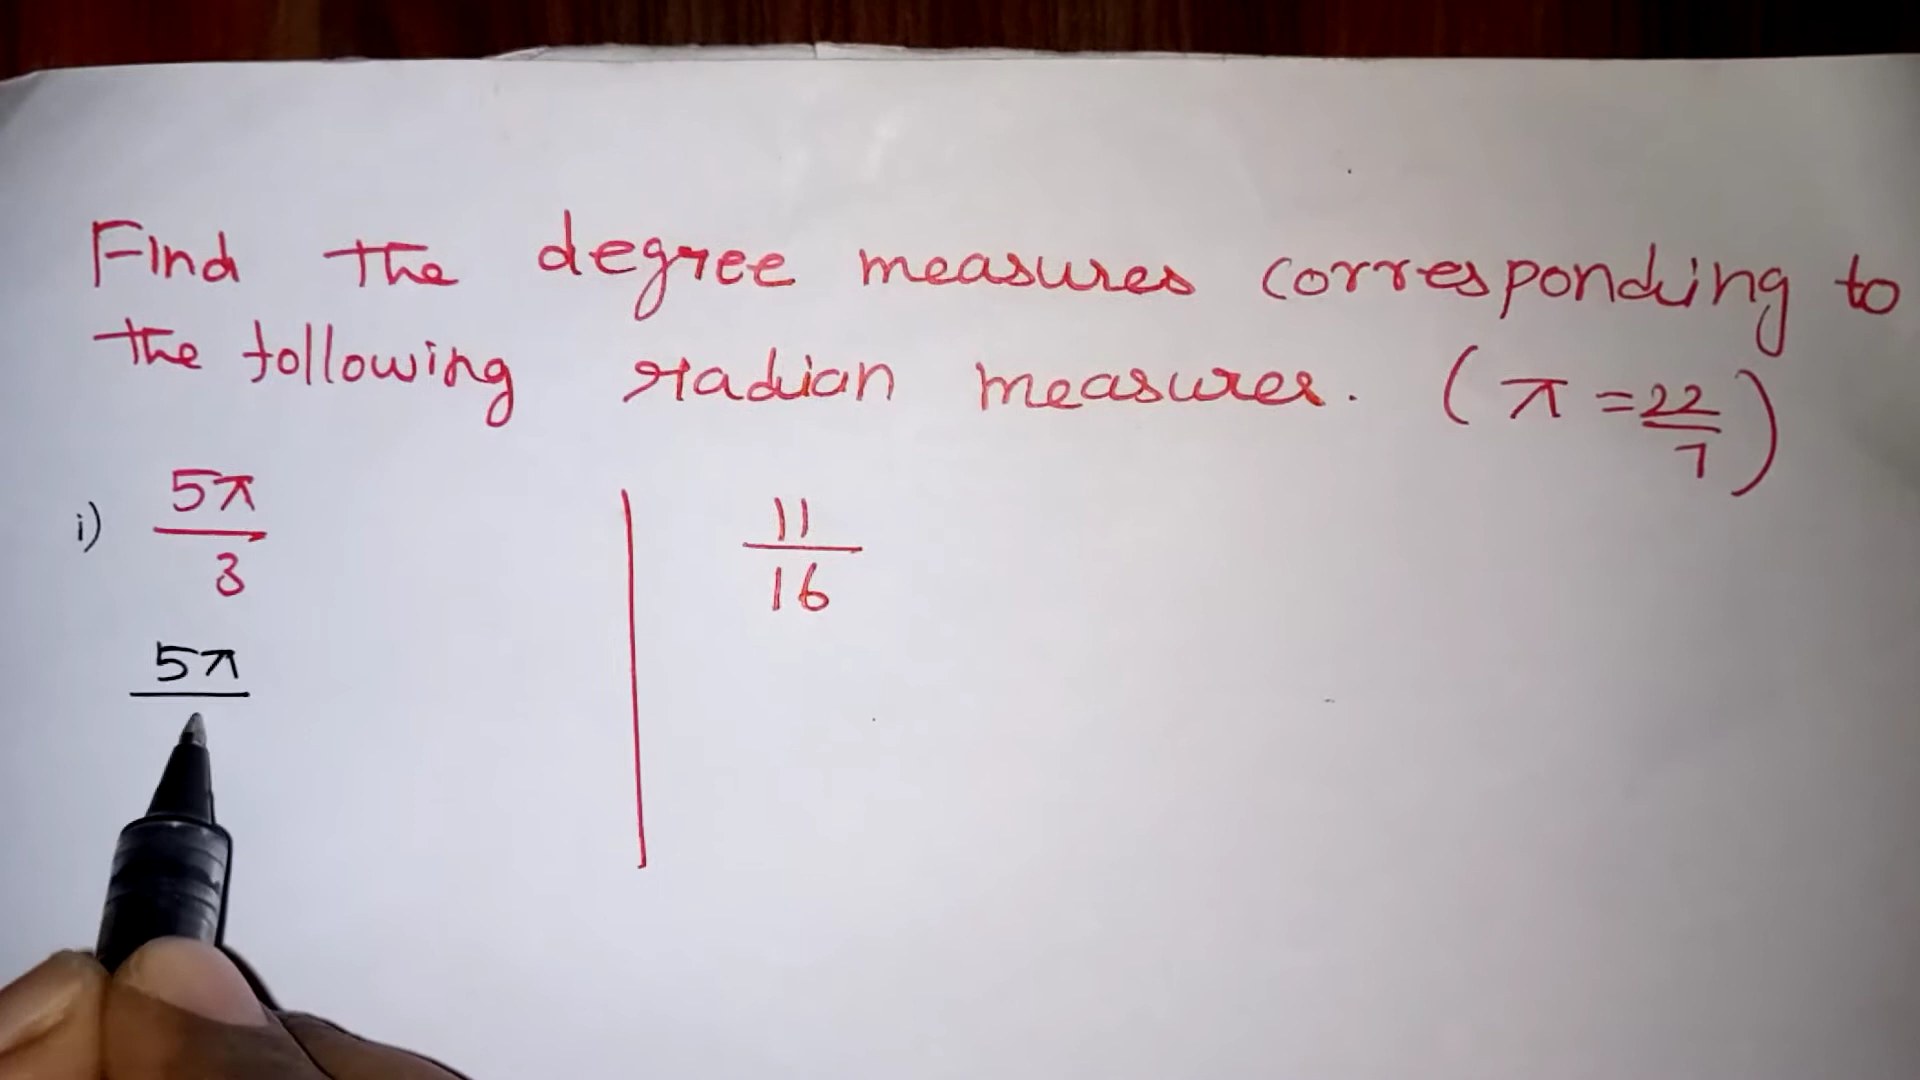 Find the degree measures corresponding to
the following radian measures. (π = 22/7)
i) 5π/3
11/16
5π